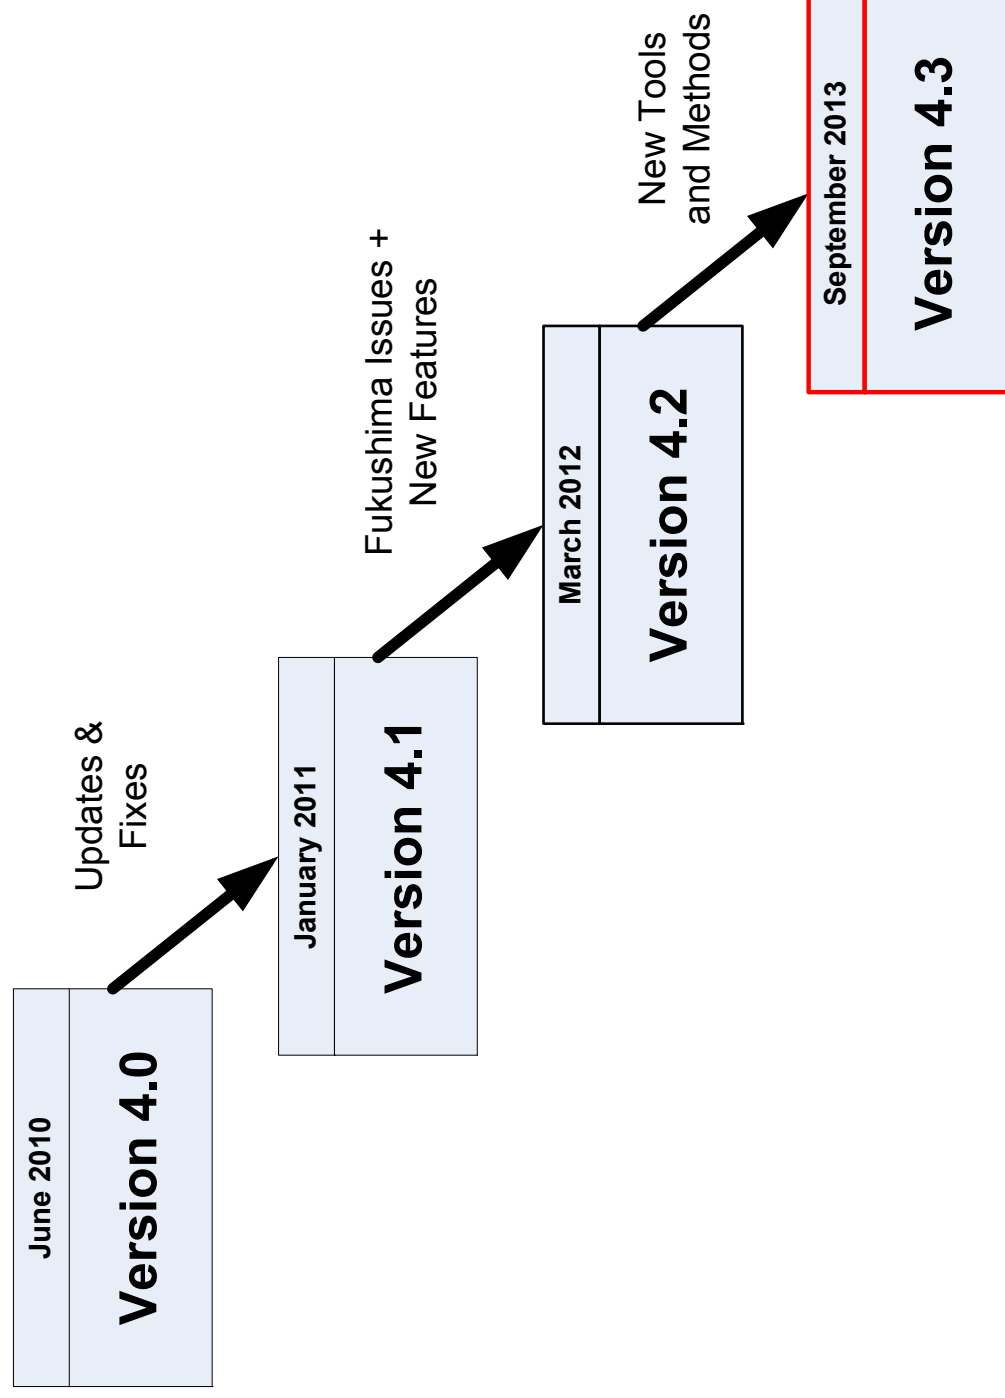 June 2010
Version 4.0
Updates &
Fixes
January 2011
Version 4.1
Fukushima Issues +
New Features
March 2012
Version 4.2
New Tools
and Methods
September 2013
Version 4.3